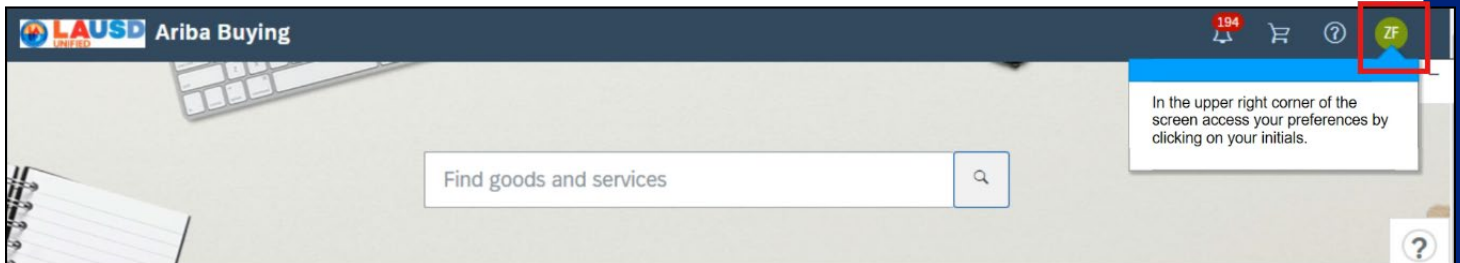 LAUSD
UNIFIED
Ariba Buying
194
?
ZF
In the upper right corner of the
screen access your preferences by
clicking on your initials.
Find goods and services
?